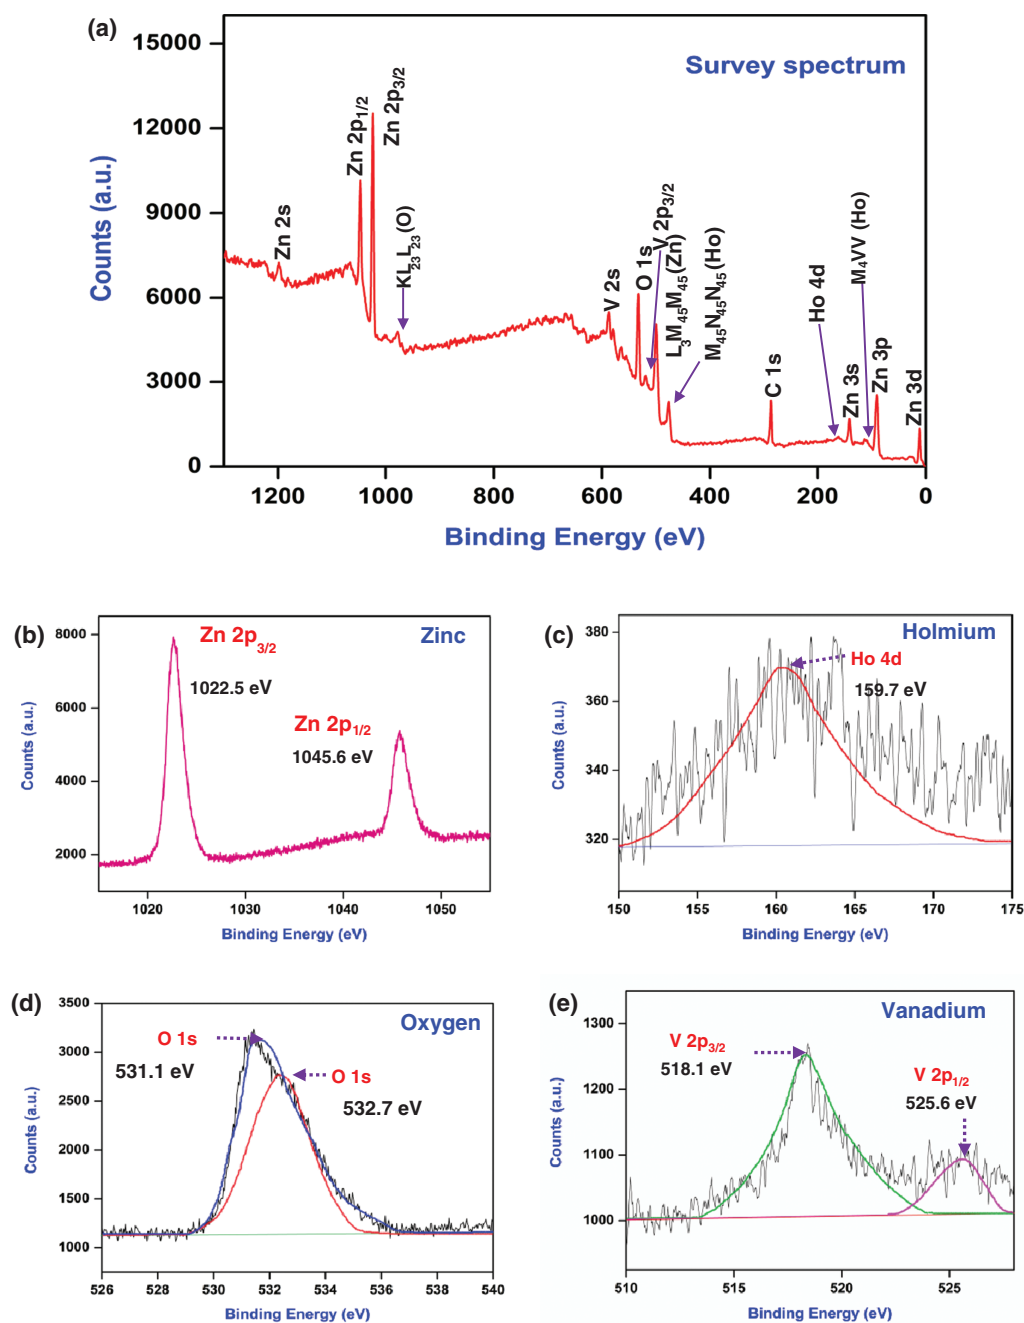 (a)
Survey spectrum
Counts (a.u.)
15000
12000
9000
6000
3000
0
1200
1000
800
600
400
200
0
Binding Energy (eV)
Zn 2s
Zn 2p1/2
Zn 2p3/2
KL23L23(O)
V 2s
O 1s
V 2p3/2
L3M45M45(Zn)
M45N45N45(Ho)
C 1s
Ho 4d
Zn 3s
M4VV (Ho)
Zn 3p
Zn 3d
(b)
Zinc
Zn 2p3/2
1022.5 eV
Zn 2p1/2
1045.6 eV
Counts (a.u.)
8000
6000
4000
2000
1020
1030
1040
1050
Binding Energy (eV)
(c)
Holmium
Ho 4d
159.7 eV
Counts (a.u.)
380
360
340
320
150
155
160
165
170
175
Binding Energy (eV)
(d)
Oxygen
O 1s
531.1 eV
O 1s
532.7 eV
Counts (a.u.)
3500
3000
2500
2000
1500
1000
526
528
530
532
534
536
538
540
Binding Energy (eV)
(e)
Vanadium
V 2p3/2
518.1 eV
V 2p1/2
525.6 eV
Counts (a.u.)
1300
1200
1100
1000
510
515
520
525
Binding Energy (eV)